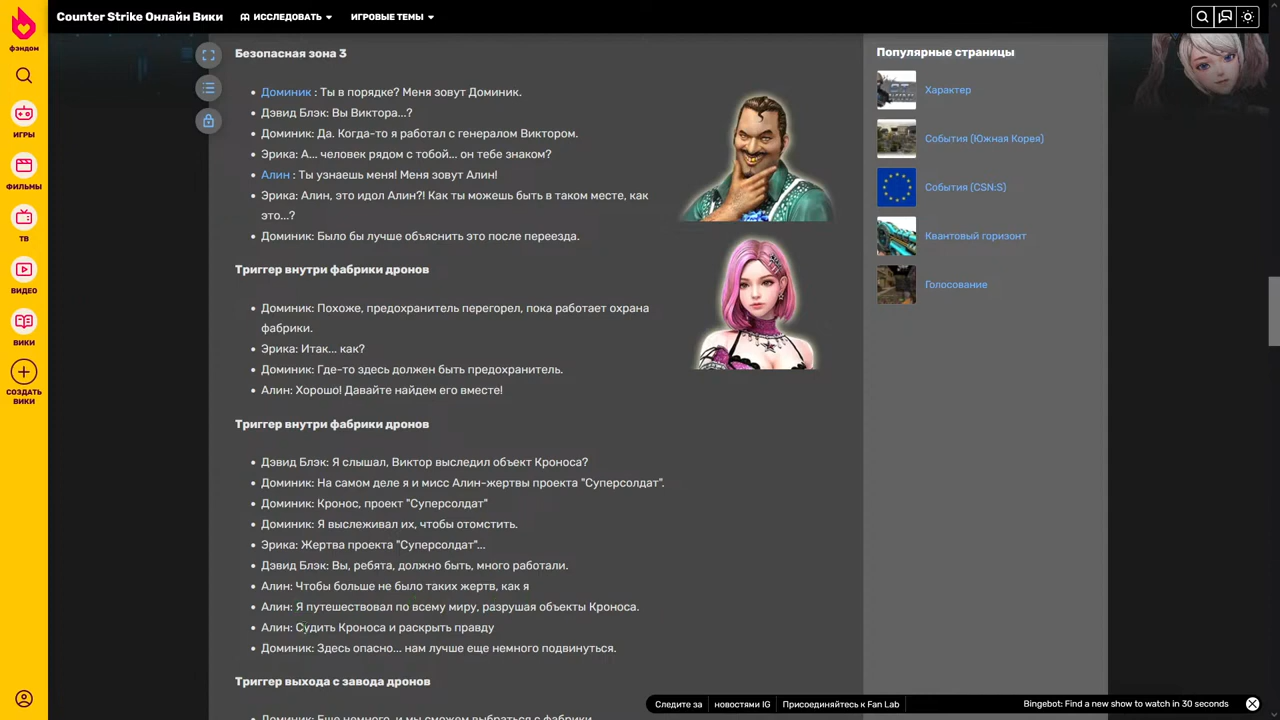 Counter Strike Онлайн Вики
ИССЛЕДОВАТЬ
ИГРОВЫЕ ТЕМЫ
фэндом
ИГРЫ
ФИЛЬМЫ
ТВ
ВИДЕО
ВИКИ
СОЗДАТЬ
ВИКИ
Безопасная зона 3
Доминик : Ты в порядке? Меня зовут Доминик.
Дэвид Блэк: Вы Виктора...?
Доминик: Да. Когда-то я работал с генералом Виктором.
Эрика: А... человек рядом с тобой... он тебе знаком?
Алин : Ты узнаешь меня! Меня зовут Алин!
Эрика: Алин, это идол Алин?! Как ты можешь быть в таком месте, как
это...?
Доминик: Было бы лучше объяснить это после переезда.
Триггер внутри фабрики дронов
Доминик: Похоже, предохранитель перегорел, пока работает охрана
фабрики.
Эрика: Итак... как?
Доминик: Где-то здесь должен быть предохранитель.
Алин: Хорошо! Давайте найдем его вместе!
Триггер внутри фабрики дронов
Дэвид Блэк: Я слышал, Виктор выследил объект Кроноса?
Доминик: На самом деле я и мисс Алин-жертвы проекта "Суперсолдат".
Доминик: Кронос, проект "Суперсолдат"
Доминик: Я выслеживал их, чтобы отомстить.
Эрика: Жертва проекта "Суперсолдат"...
Дэвид Блэк: Вы, ребята, должно быть, много работали.
Алин: Чтобы больше не было таких жертв, как я
Алин: Я путешествовал по всему миру, разрушая объекты Кроноса.
Алин: Судить Кроноса и раскрыть правду
Доминик: Здесь опасно... нам лучше еще немного подвинуться.
Триггер выхода с завода дронов
Доминик: Еще немного, и мы сможем выбраться с фабрики
Популярные страницы
Характер
События (Южная Корея)
События (CSN:S)
Квантовый горизонт
Голосование
Следите за
новостями IG
Присоединяйтесь к Fan Lab
Bingebot: Find a new show to watch in 30 seconds